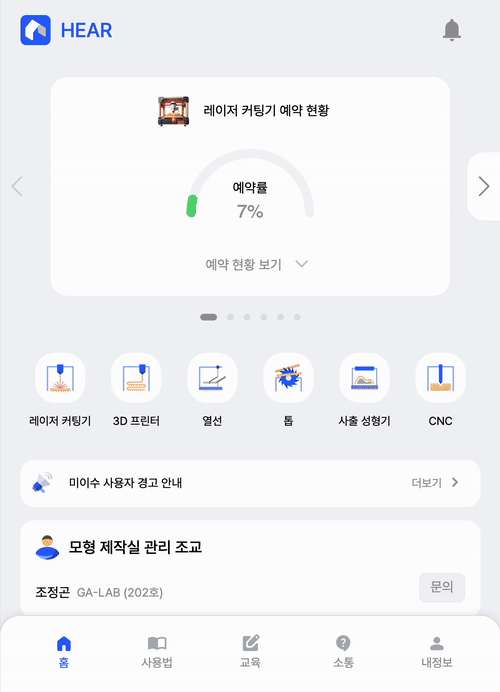 HEAR
레이저 커팅기 예약 현황
예약률
7%
예약 현황 보기
레이저 커팅기 3D 프린터 열선 톱 사출 성형기 CNC
미이수 사용자 경고 안내 더보기
모형 제작실 관리 조교
조정곤 GA-LAB (202호) 문의
홈 사용법 교육 소통 내정보